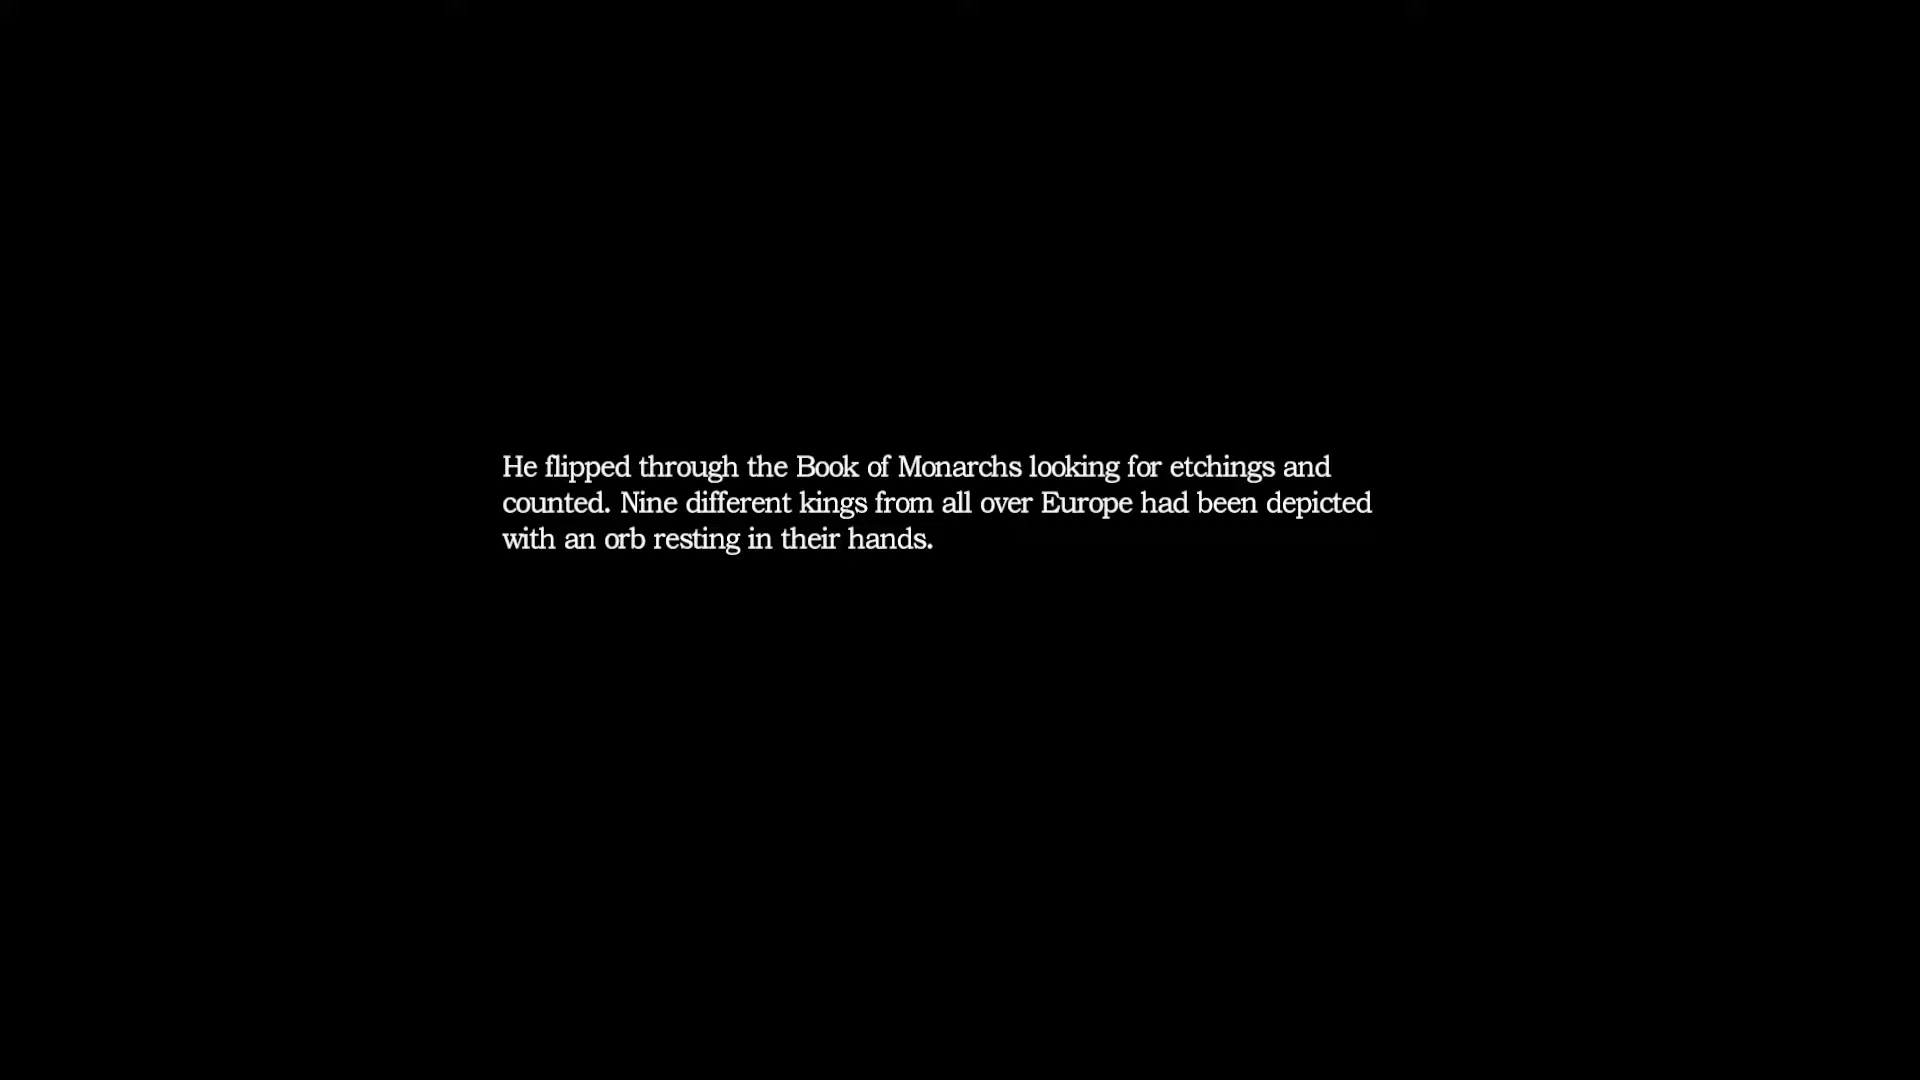 He flipped through the Book of Monarchs looking for etchings and
counted. Nine different kings from all over Europe had been depicted
with an orb resting in their hands.